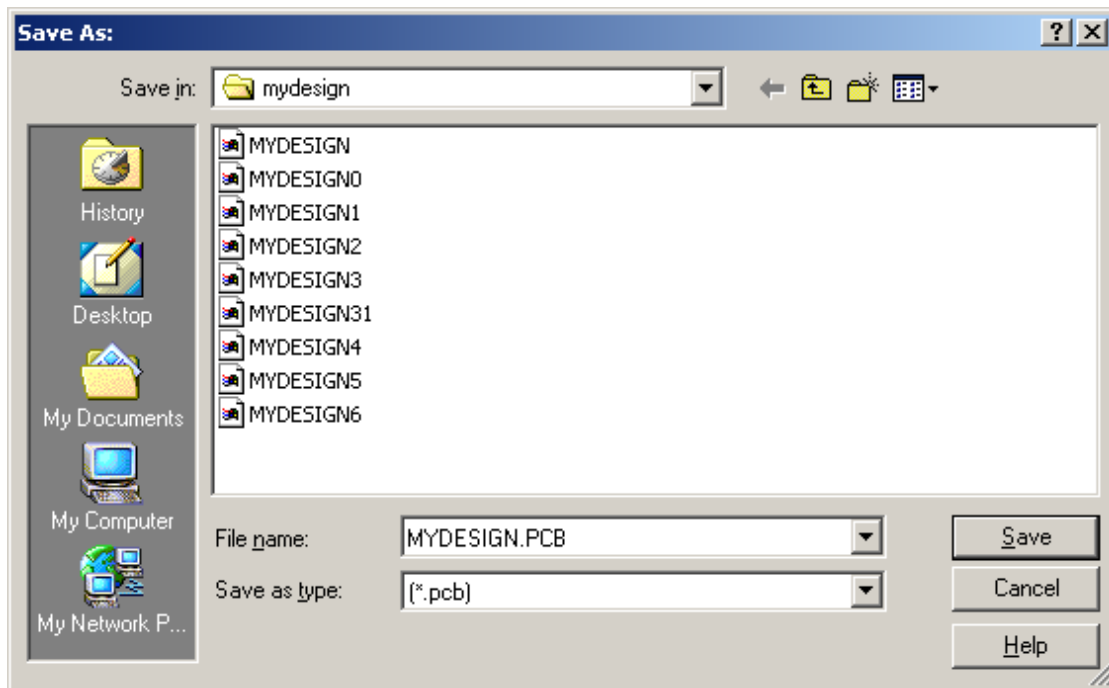 Save As:
Save in: mydesign
History
Desktop
My Documents
My Computer
My Network P...
MYDESIGN
MYDESIGN0
MYDESIGN1
MYDESIGN2
MYDESIGN3
MYDESIGN31
MYDESIGN4
MYDESIGN5
MYDESIGN6
File name: MYDESIGN.PCB
Save
Save as type: (*.pcb)
Cancel
Help